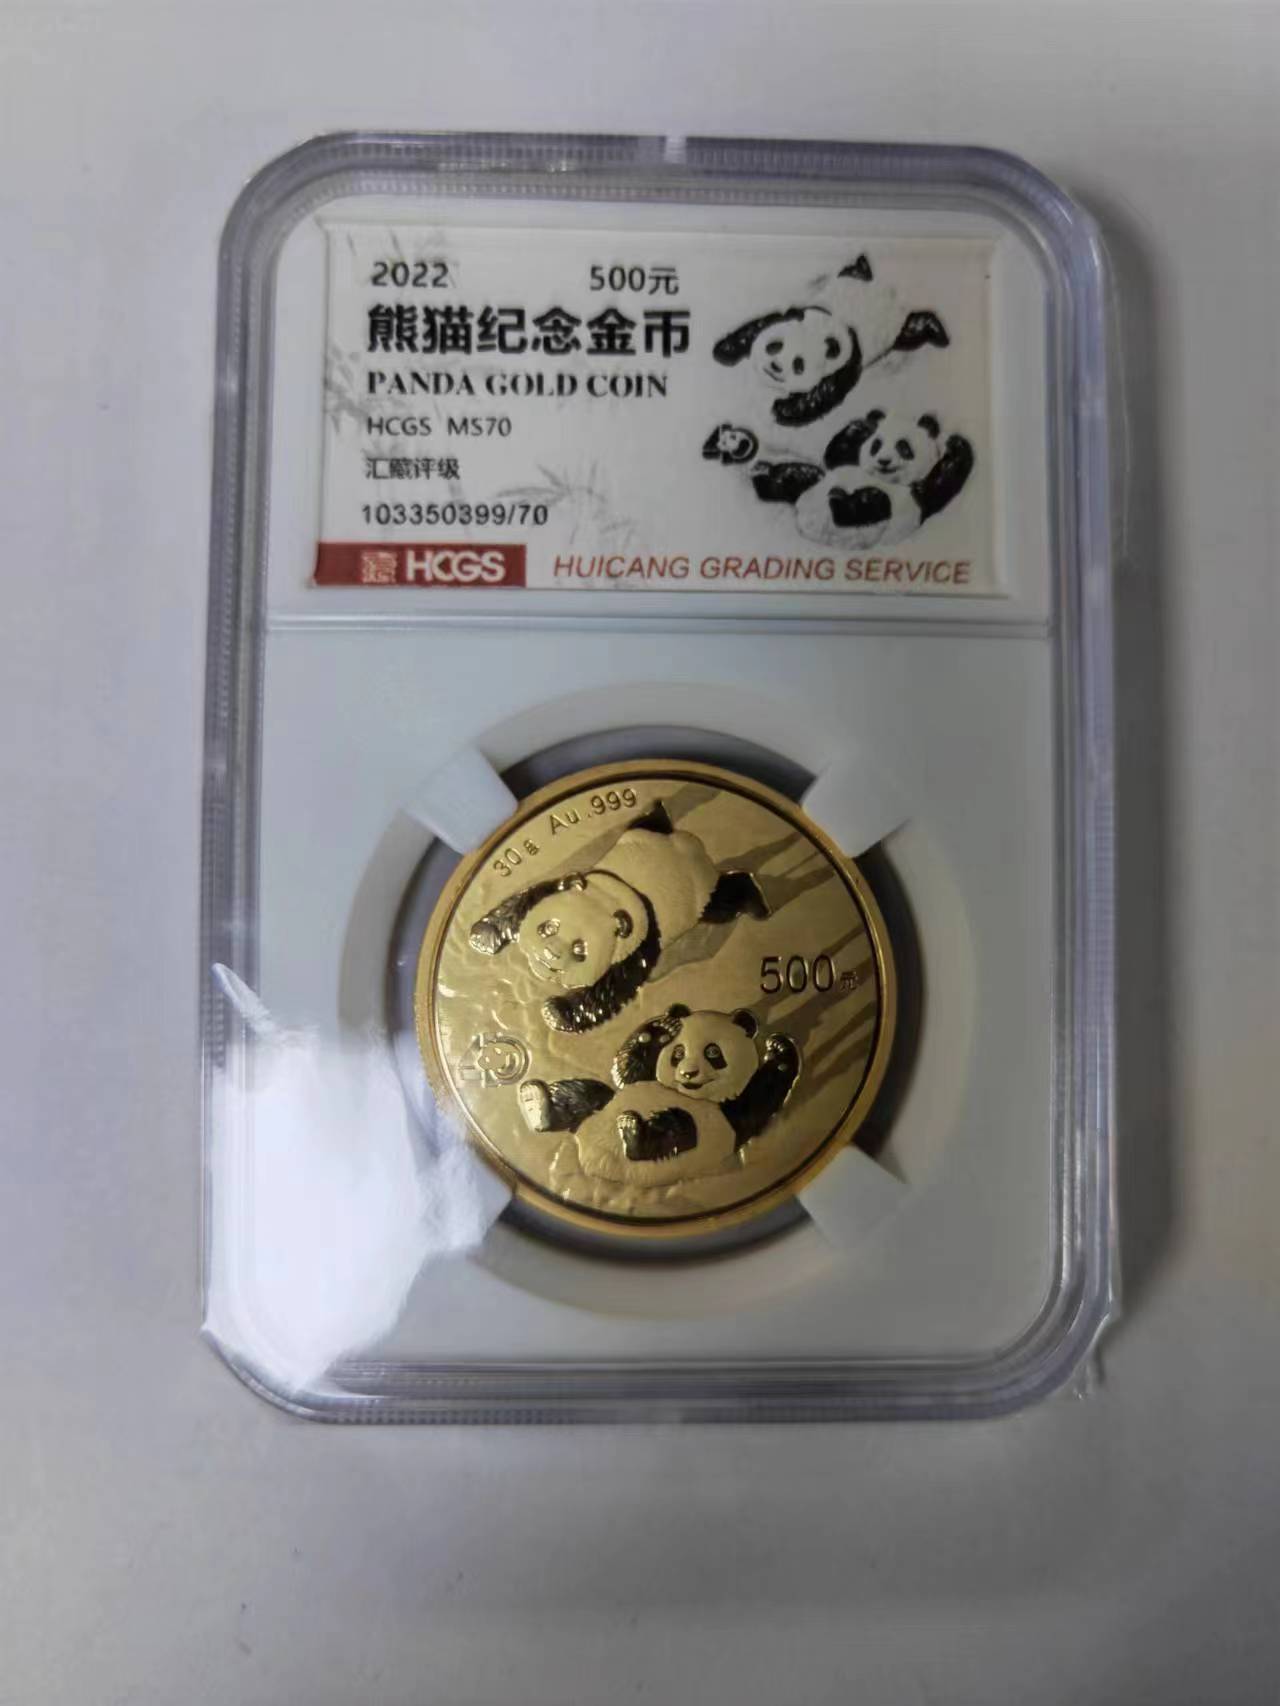 2022 500元
熊猫纪念金币
PANDA GOLD COIN
HCGS MS70
汇藏评级
103350399/70
HCGS HUICANG GRADING SERVICE
30g Au.999
500元
40